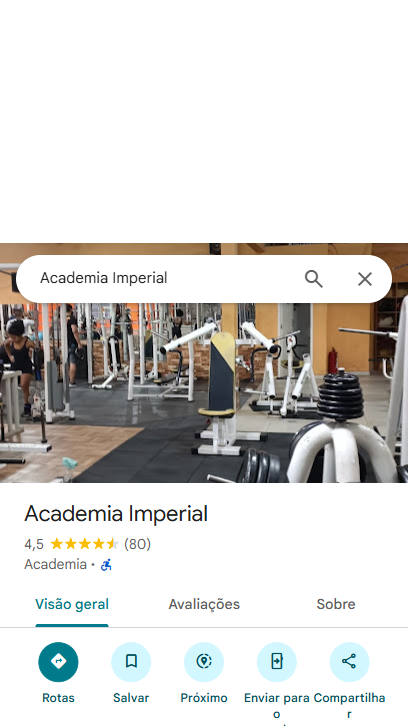 Academia Imperial
Academia Imperial
4,5 (80)
Academia ·
Visão geral
Avaliações
Sobre
Rotas
Salvar
Próximo
Enviar para o
Compartilhar